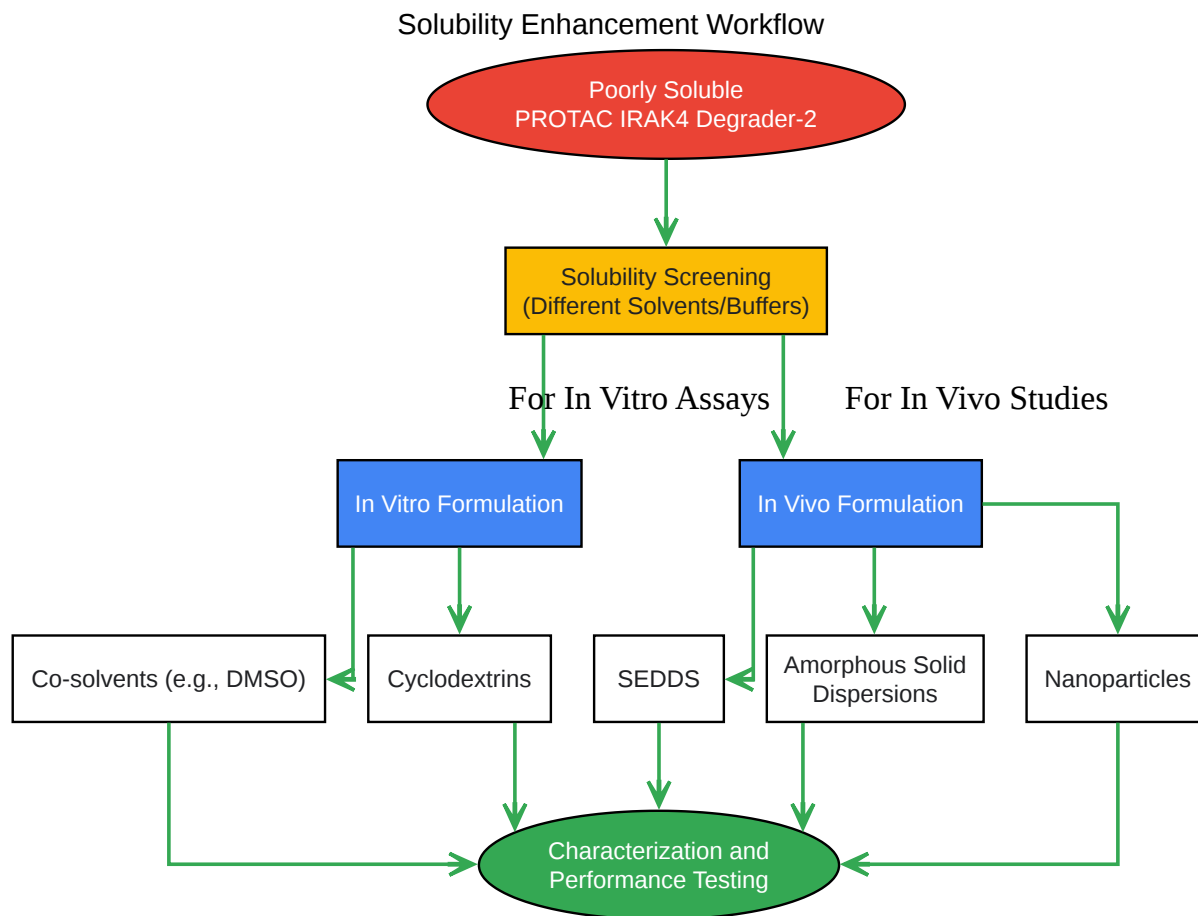 Solubility Enhancement Workflow
Poorly Soluble
PROTAC IRAK4 Degrader-2
Solubility Screening
(Different Solvents/Buffers)
For In Vitro Assays
For In Vivo Studies
In Vitro Formulation
In Vivo Formulation
Co-solvents (e.g., DMSO)
Cyclodextrins
SEDDS
Amorphous Solid
Dispersions
Nanoparticles
Characterization and
Performance Testing